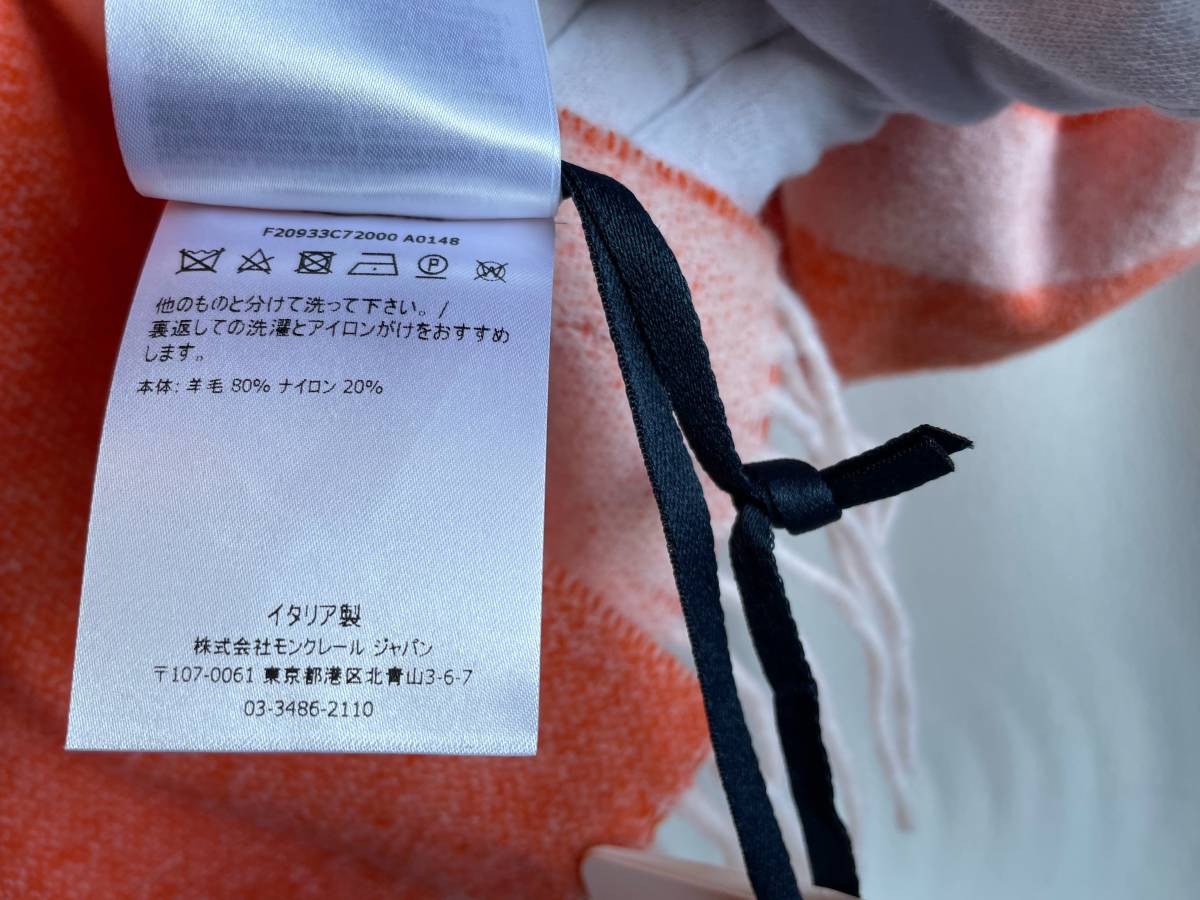 F20933C72000 A0148
P W
他のものと分けて洗って下さい。/
裏返しての洗濯とアイロンがけをおすすめ
します。
本体: 羊毛 80% ナイロン 20%
イタリア製
株式会社モンクレール ジャパン
〒107-0061 東京都港区北青山3-6-7
03-3486-2110